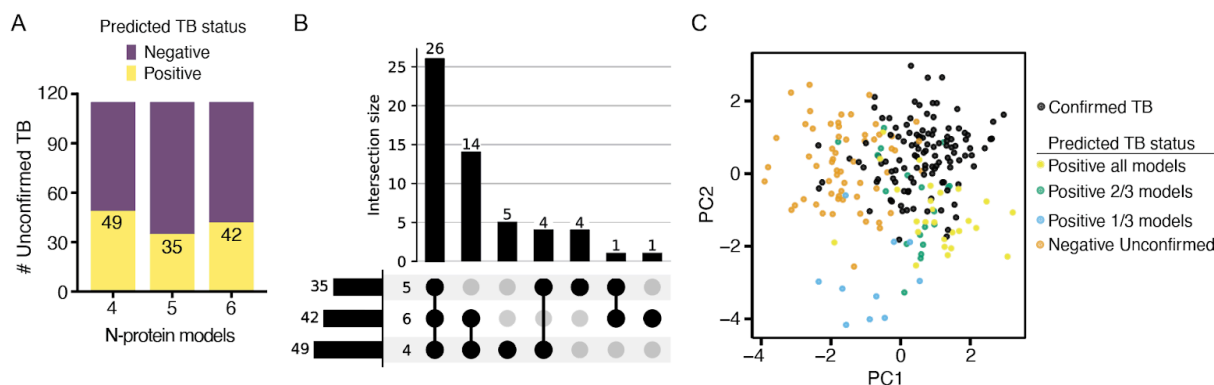 A
Predicted TB status
Negative
Positive
# Unconfirmed TB
120
90
60
30
0
49
35
42
4
5
6
N-protein models
B
Intersection size
25
20
15
10
5
0
26
14
5
4
4
1
1
35
5
42
6
49
4
C
PC2
2
0
−2
−4
−4
−2
0
2
PC1
Confirmed TB
Predicted TB status
Positive all models
Positive 2/3 models
Positive 1/3 models
Negative Unconfirmed